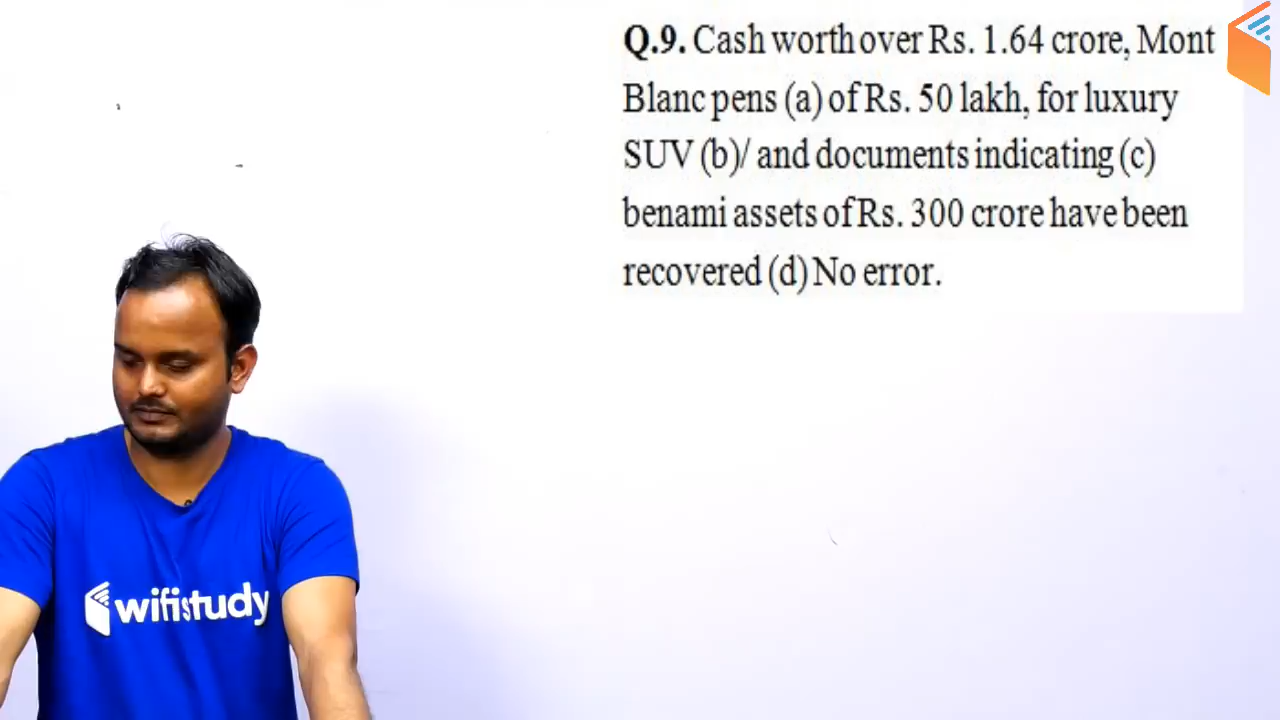 Q.9. Cash worth over Rs. 1.64 crore, Mont
Blanc pens (a) of Rs. 50 lakh, for luxury
SUV (b)/ and documents indicating (c)
benami assets of Rs. 300 crore have been
recovered (d) No error.
wifistudy